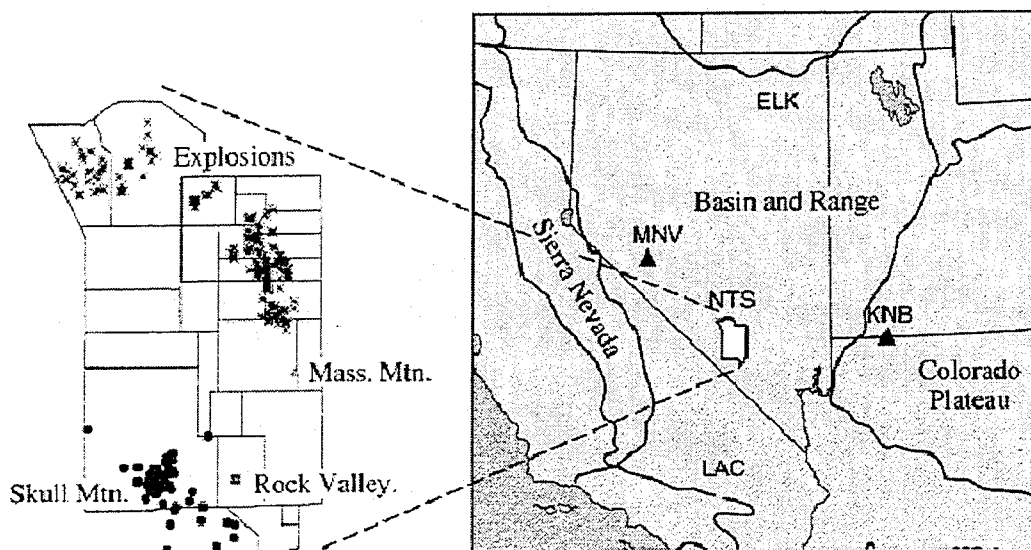 Explosions
Mass. Mtn.
Skull Mtn.
Rock Valley.
ELK
Basin and Range
MNV
Sierra Nevada
NTS
KNB
Colorado
Plateau
LAC